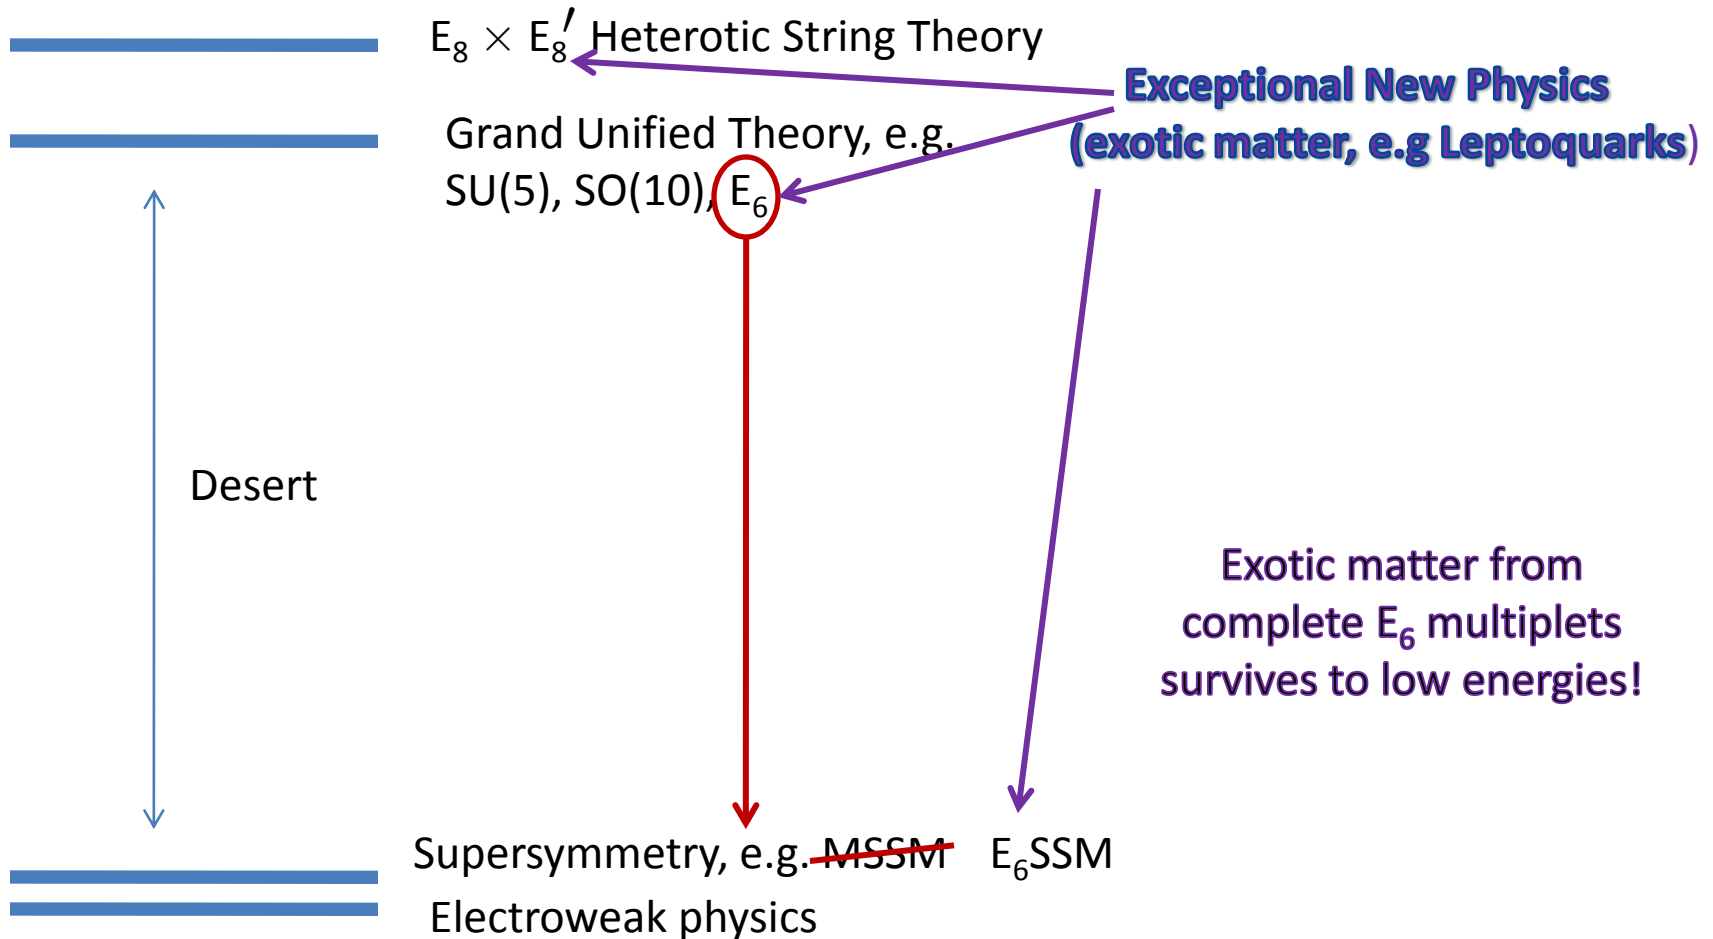 E₈ × E₈′ Heterotic String Theory
Exceptional New Physics
(exotic matter, e.g Leptoquarks)
Grand Unified Theory, e.g.
SU(5), SO(10), E₆
Desert
Exotic matter from
complete E₆ multiplets
survives to low energies!
Supersymmetry, e.g. MSSM E₆SSM
Electroweak physics